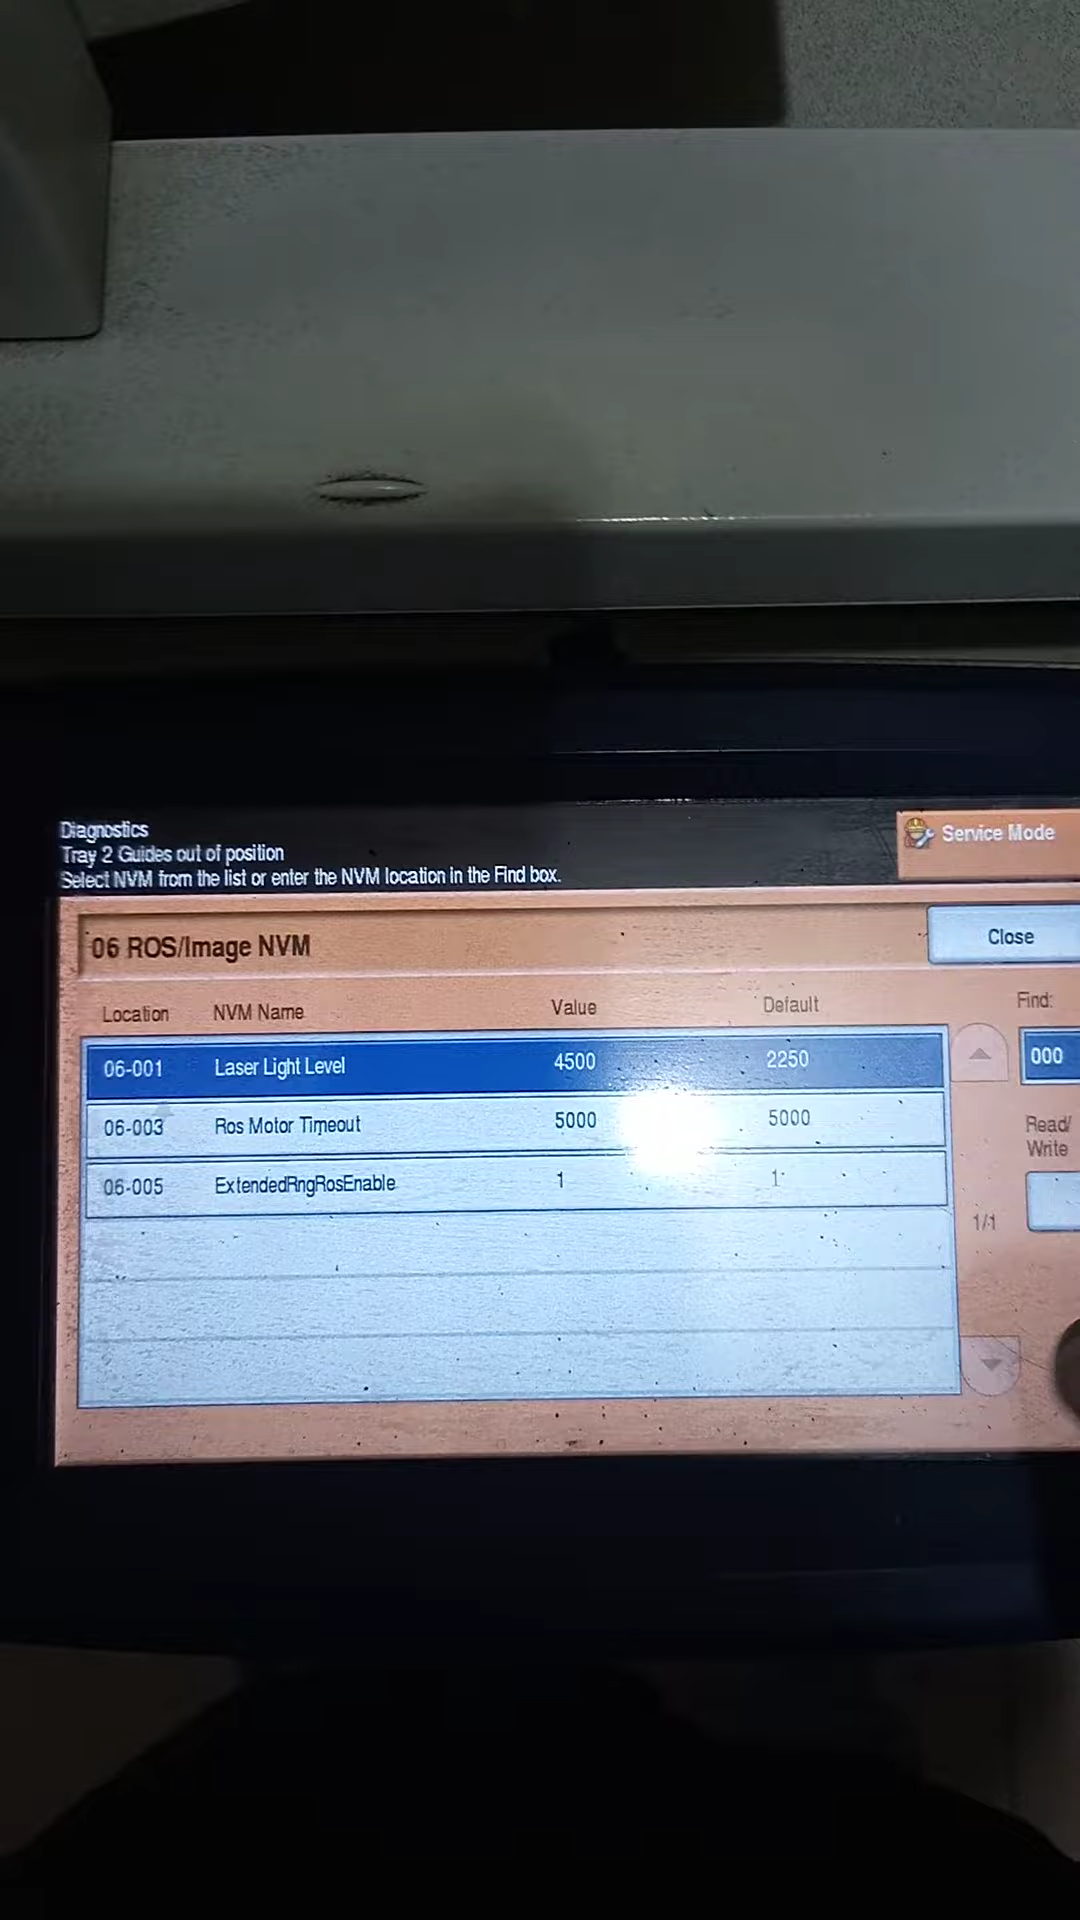 Diagnostics
Tray 2 Guides out of position
Select NVM from the list or enter the NVM location in the Find box.
Service Mode
06 ROS/Image NVM
Close
Location NVM Name Value Default Find:
06-001 Laser Light Level 4500 2250 000
06-003 Ros Motor Timeout 5000 5000 Read/
Write
06-005 ExtendedRngRosEnable 1 1
1/1